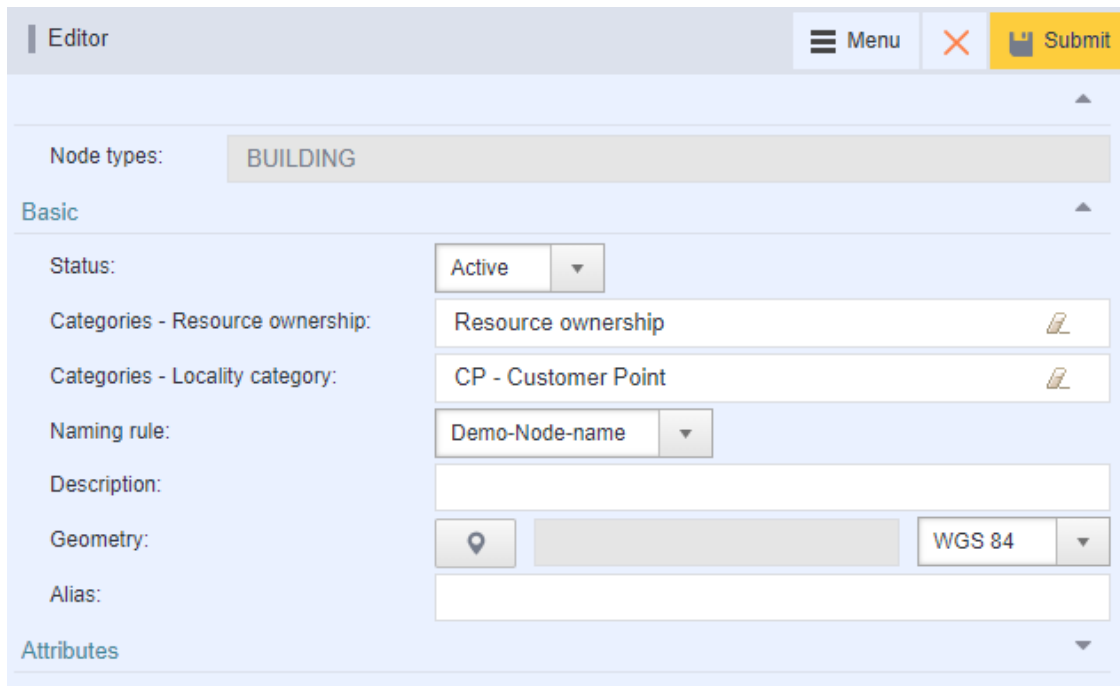 Editor Menu Submit
Node types: BUILDING
Basic
Status: Active
Categories - Resource ownership: Resource ownership
Categories - Locality category: CP - Customer Point
Naming rule: Demo-Node-name
Description:
Geometry: WGS 84
Alias:
Attributes